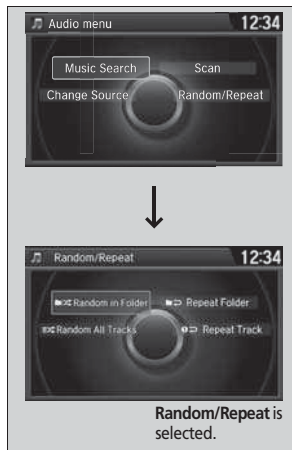 Audio menu 12:34
Music Search Scan
Change Source Random/Repeat
Random/Repeat 12:34
Random in Folder Repeat Folder
Random All Tracks Repeat Track
Random/Repeat is
selected.